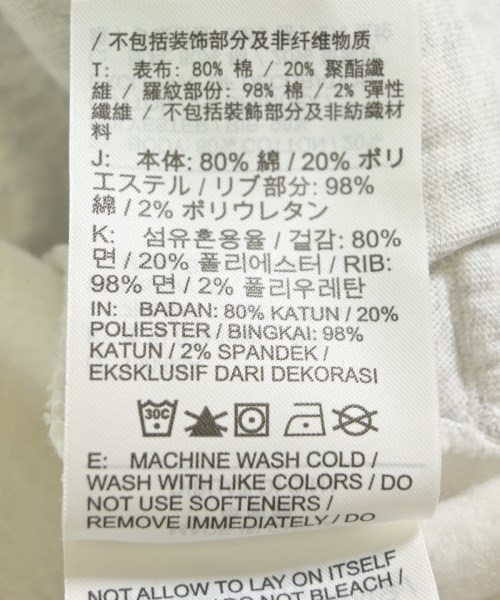 / 不包括装饰部分及非纤维物质
T: 表布: 80% 棉 / 20% 聚酯纖
維 / 羅紋部份: 98% 棉 / 2% 彈性
纖維 / 不包括裝飾部分及非紡織材
料
J: 本体: 80% 綿 / 20% ポリ
エステル / リブ部分: 98%
綿 / 2% ポリウレタン
K: 섬유혼용율 / 겉감: 80%
면 / 20% 폴리에스터 / RIB:
98% 면 / 2% 폴리우레탄
IN: BADAN: 80% KATUN / 20%
POLIESTER / BINGKAI: 98%
KATUN / 2% SPANDEK /
EKSKLUSIF DARI DEKORASI
30C
E: MACHINE WASH COLD /
WASH WITH LIKE COLORS / DO
NOT USE SOFTENERS /
REMOVE IMMEDIATELY / DO
NOT ALLOW TO LAY ON ITSELF
DO NOT BLEACH /